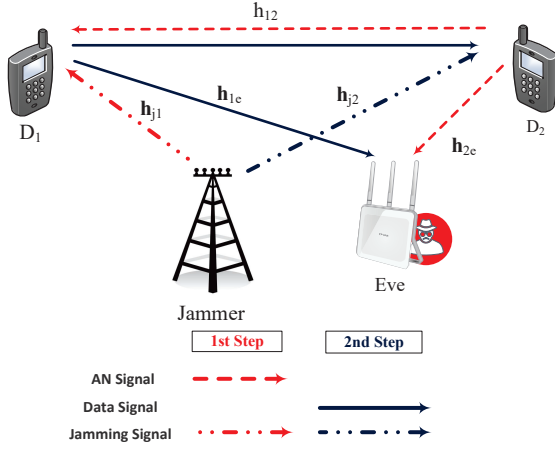 h12
hj1
h1e
hj2
h2e
D1
D2
Jammer
Eve
1st Step
2nd Step
AN Signal
Data Signal
Jamming Signal